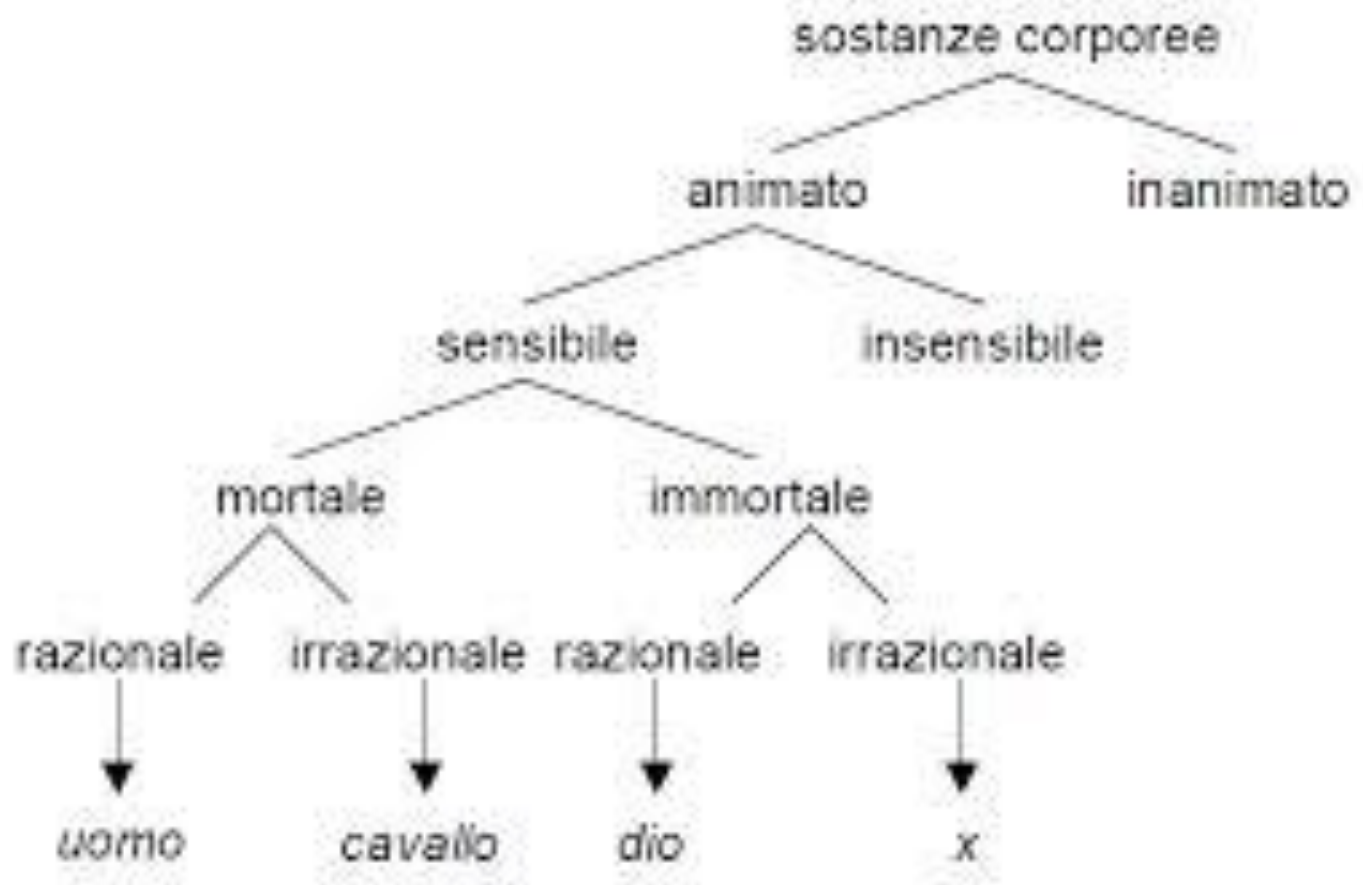 sostanze corporee
animato inanimato
sensibile insensibile
mortale immortale
razionale irrazionale razionale irrazionale
uomo cavallo dio x